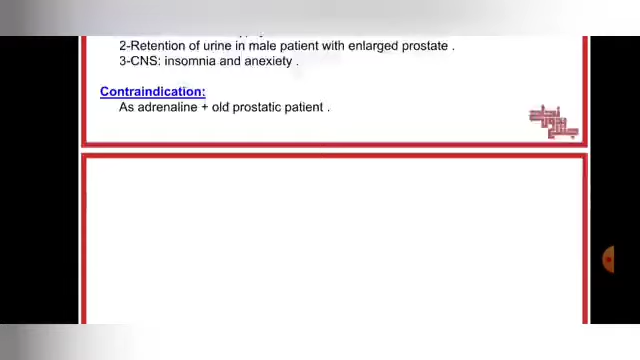 2-Retention of urine in male patient with enlarged prostate .
3-CNS: insomnia and anexiety .
Contraindication:
As adrenaline + old prostatic patient .